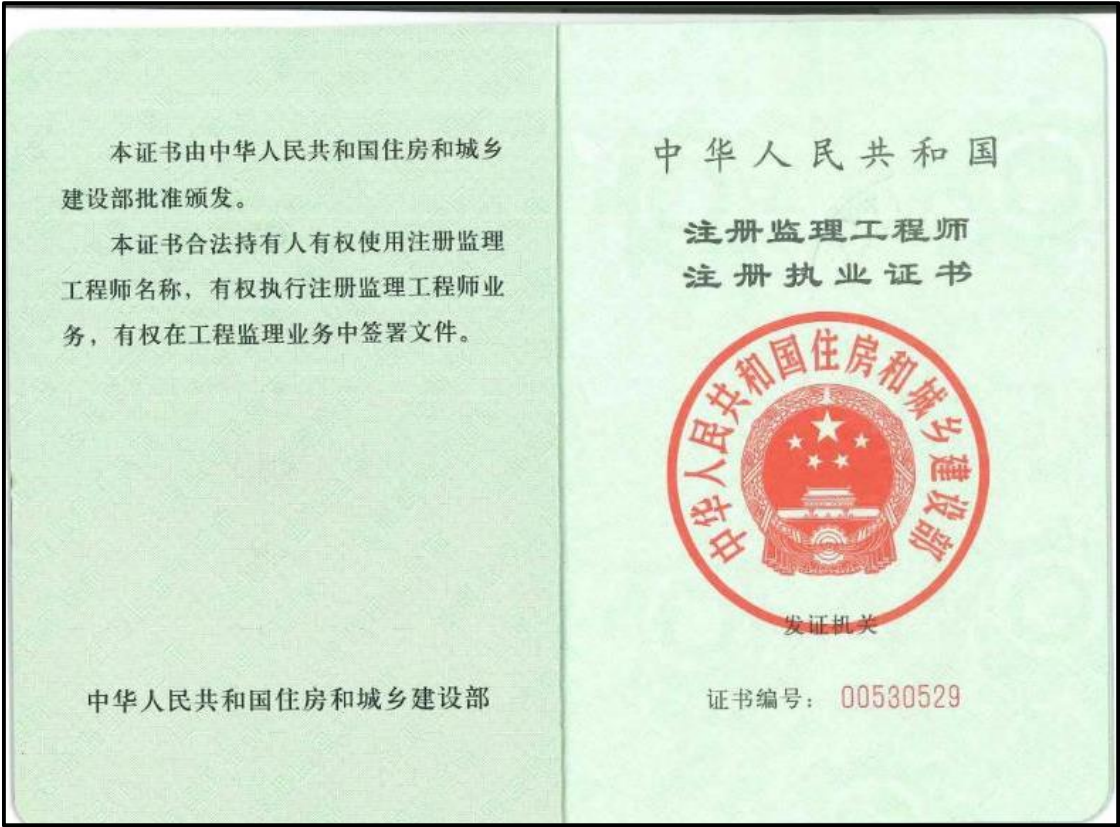 本证书由中华人民共和国住房和城乡
建设部批准颁发。
本证书合法持有人有权使用注册监理
工程师名称，有权执行注册监理工程师业
务，有权在工程监理业务中签署文件。
中华人民共和国住房和城乡建设部
中华人民共和国
注册监理工程师
注册执业证书
中华人民共和国住房和城乡建设部
发证机关
证书编号：00530529